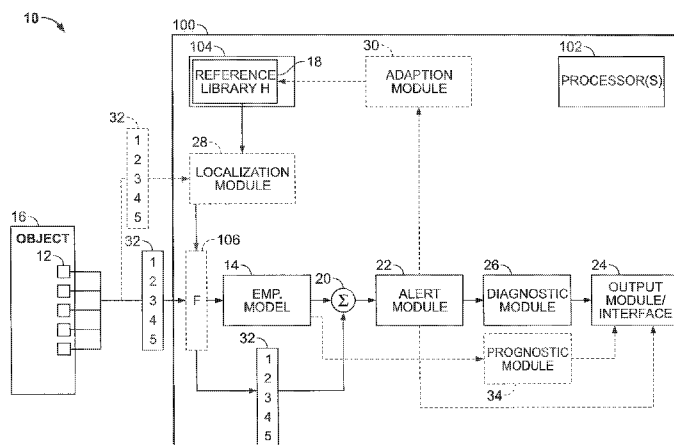 10
100
104
18
REFERENCE
LIBRARY H
30
ADAPTION
MODULE
102
PROCESSOR(S)
32
1
2
3
4
5
28
LOCALIZATION
MODULE
16
OBJECT
12
32
1
2
3
4
5
106
F
14
EMP.
MODEL
20
Σ
22
ALERT
MODULE
26
DIAGNOSTIC
MODULE
24
OUTPUT
MODULE/
INTERFACE
32
1
2
3
4
5
PROGNOSTIC
MODULE
34